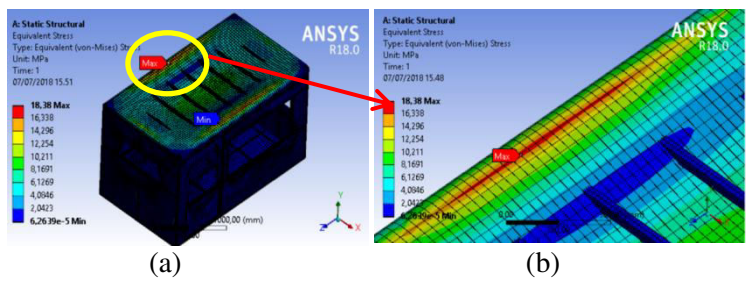 A: Static Structural
Equivalent Stress
Type: Equivalent (von-Mises) Stress
Unit: MPa
Time: 1
07/07/2018 15.51
18,38 Max
16,338
14,296
12,254
10,211
8,1691
6,1269
4,0846
2,0423
6,2639e-5 Min
ANSYS
R18.0
Max
Min
000,00 (mm)
Y
Z
X
(a)
A: Static Structural
Equivalent Stress
Type: Equivalent (von-Mises) Stress
Unit: MPa
Time: 1
07/07/2018 15.48
18,38 Max
16,338
14,296
12,254
10,211
8,1691
6,1269
4,0846
2,0423
6,2639e-5 Min
ANSYS
R18.0
Max
0,00
(b)